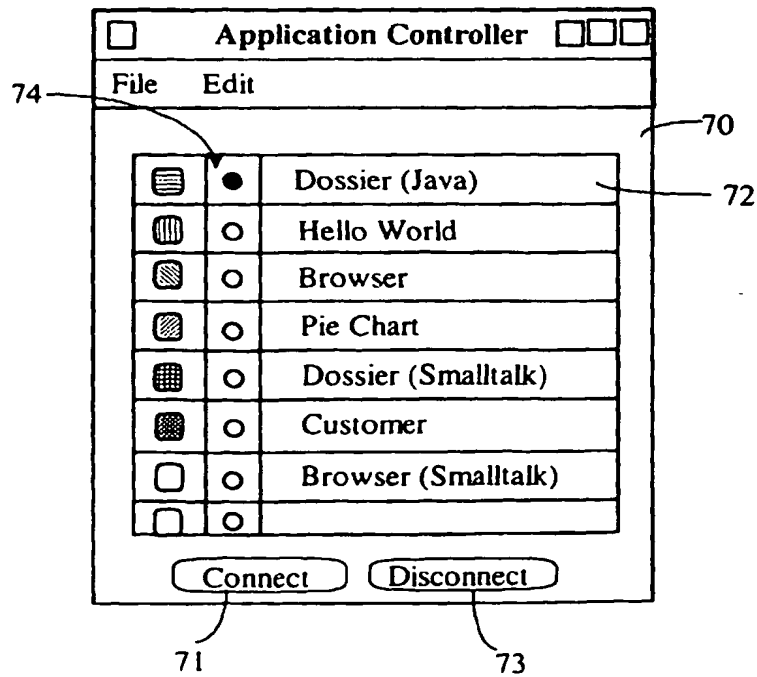 Application Controller
File Edit
74
70
Dossier (Java)
72
Hello World
Browser
Pie Chart
Dossier (Smalltalk)
Customer
Browser (Smalltalk)
Connect Disconnect
71 73